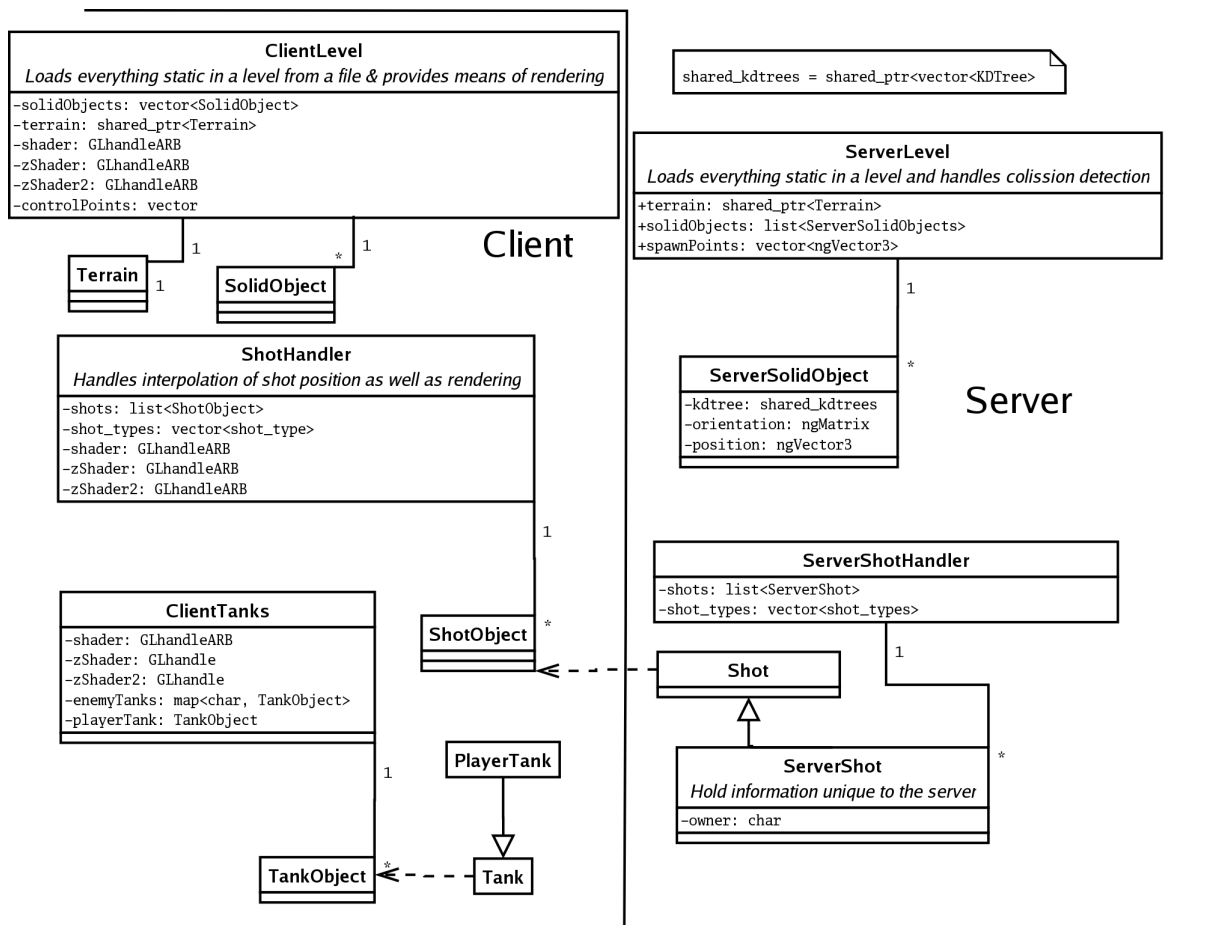 ClientLevel
Loads everything static in a level from a file & provides means of rendering
-solidObjects: vector<SolidObject>
-terrain: shared_ptr<Terrain>
-shader: GLhandleARB
-zShader: GLhandleARB
-zShader2: GLhandleARB
-controlPoints: vector
1
1
Terrain
1
*
SolidObject
Client
ShotHandler
Handles interpolation of shot position as well as rendering
-shots: list<ShotObject>
-shot_types: vector<shot_type>
-shader: GLhandleARB
-zShader: GLhandleARB
-zShader2: GLhandleARB
1
*
ShotObject
ClientTanks
-shader: GLhandleARB
-zShader: GLhandle
-zShader2: GLhandle
-enemyTanks: map<char, TankObject>
-playerTank: TankObject
1
*
TankObject
PlayerTank
Tank
shared_kdtrees = shared_ptr<vector<KDTree>
ServerLevel
Loads everything static in a level and handles colission detection
+terrain: shared_ptr<Terrain>
+solidObjects: list<ServerSolidObjects>
+spawnPoints: vector<ngVector3>
1
*
ServerSolidObject
-kdtree: shared_kdtrees
-orientation: ngMatrix
-position: ngVector3
Server
ServerShotHandler
-shots: list<ServerShot>
-shot_types: vector<shot_types>
1
*
Shot
ServerShot
Hold information unique to the server
-owner: char